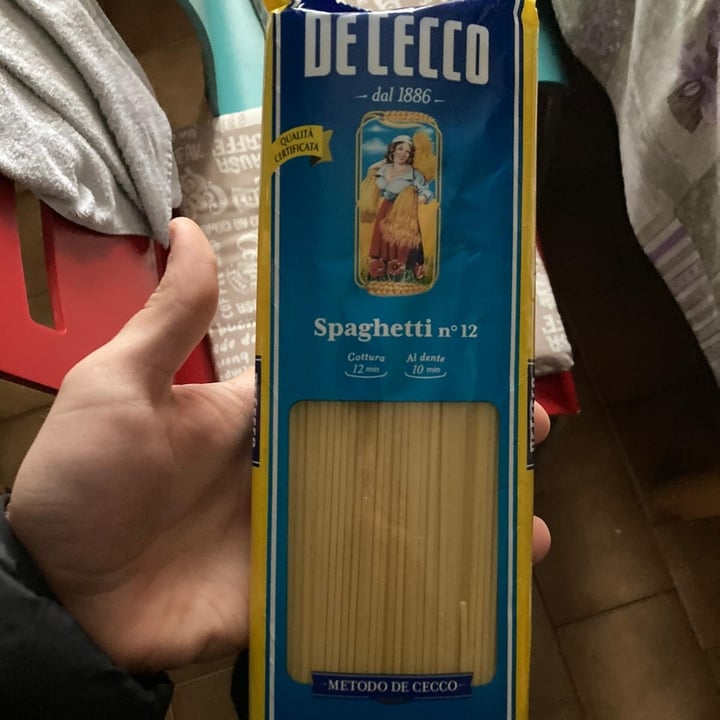 DE CECCO
dal 1886
QUALITÀ
CERTIFICATA
Spaghetti n° 12
Cottura
12 min
Al dente
10 min
METODO DE CECCO